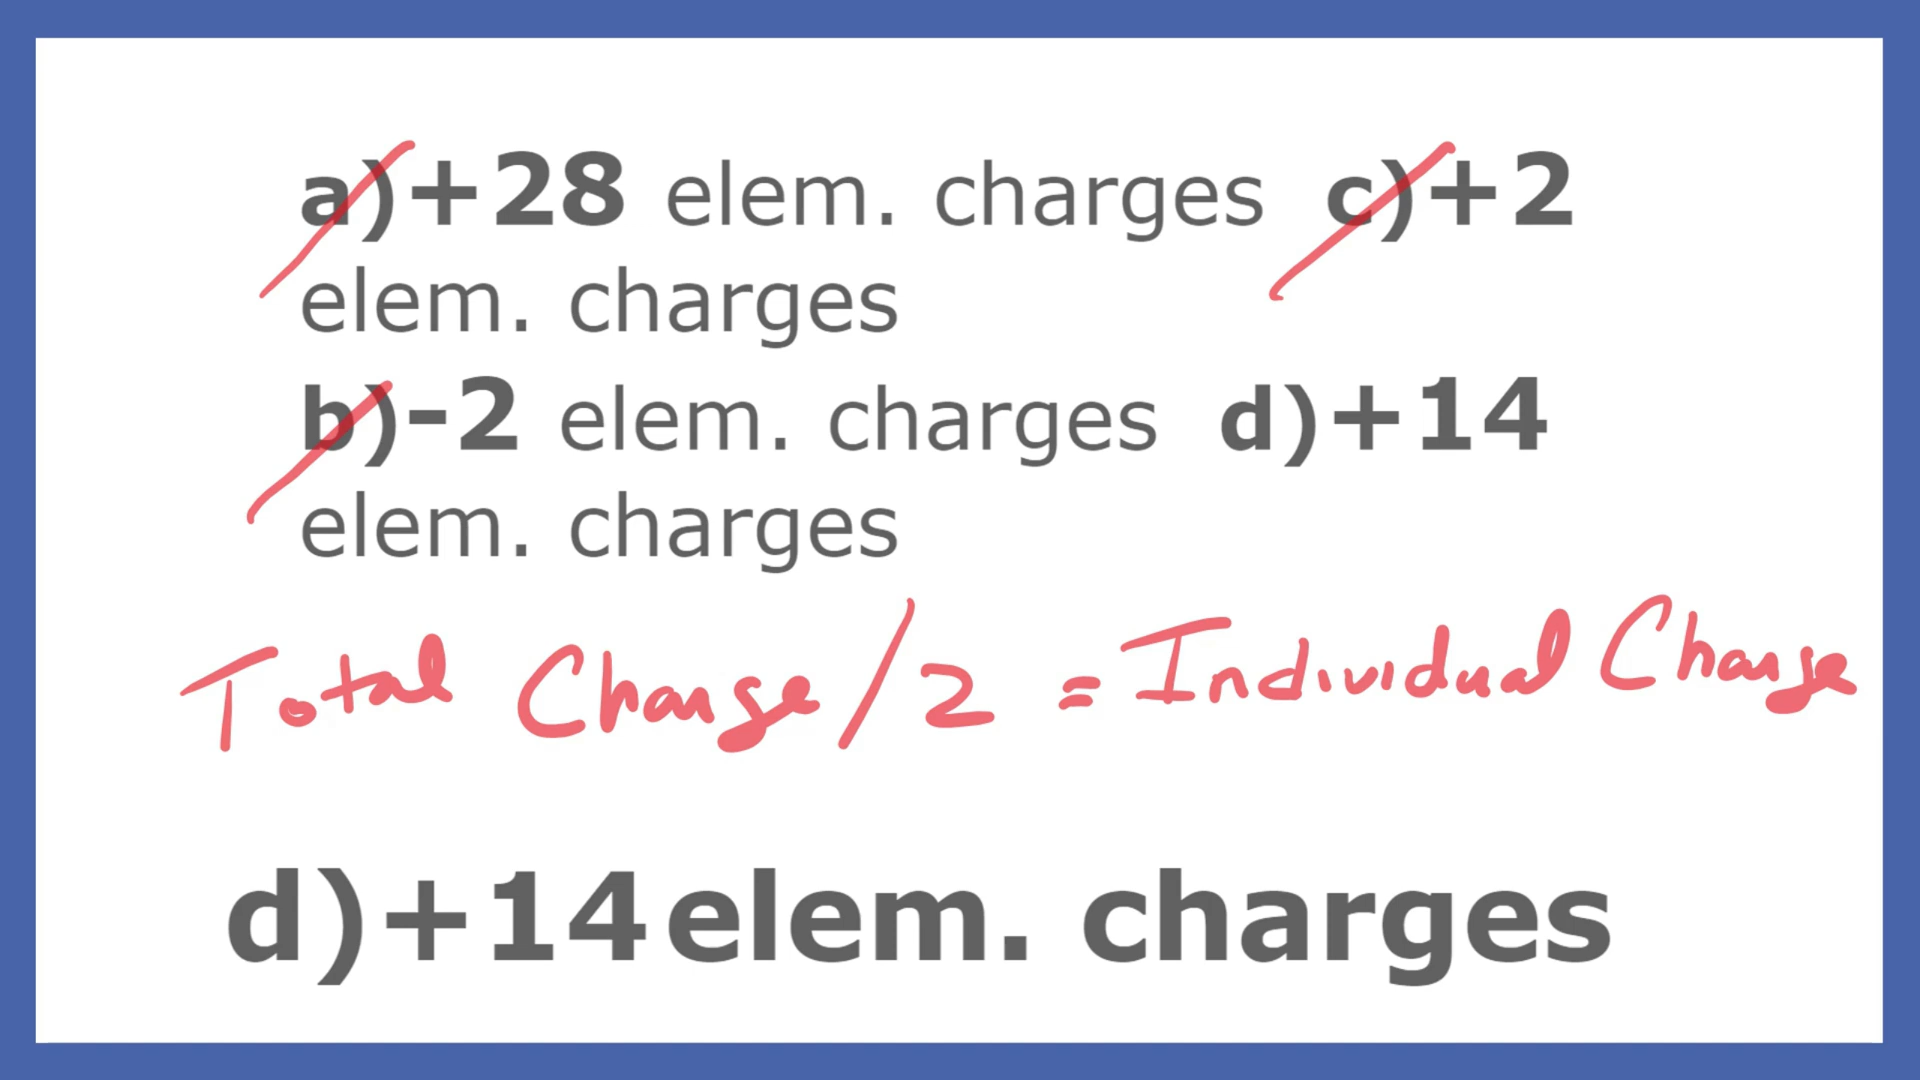 a)+28 elem. charges c)+2
elem. charges
b)-2 elem. charges d)+14
elem. charges
Total Charge/2 = Individual Charge
d)+14 elem. charges